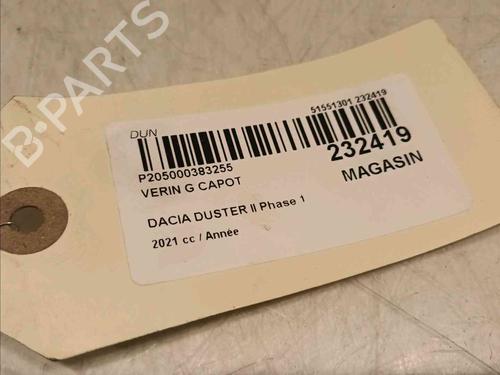 B-PARTS
DUN
51551301 232419
P205000383255
232419
VERIN G CAPOT
MAGASIN
DACIA DUSTER II Phase 1
2021 cc / Année